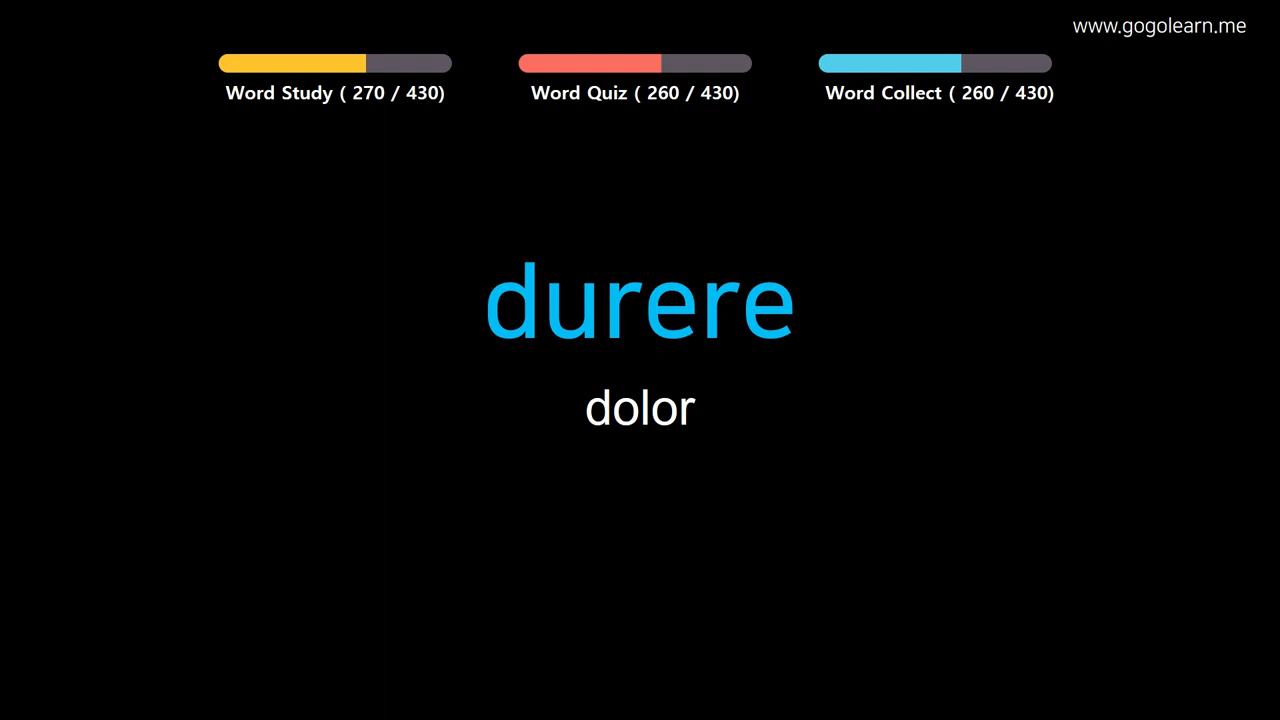 www.gogolearn.me
Word Study ( 270 / 430)
Word Quiz ( 260 / 430)
Word Collect ( 260 / 430)
durere
dolor